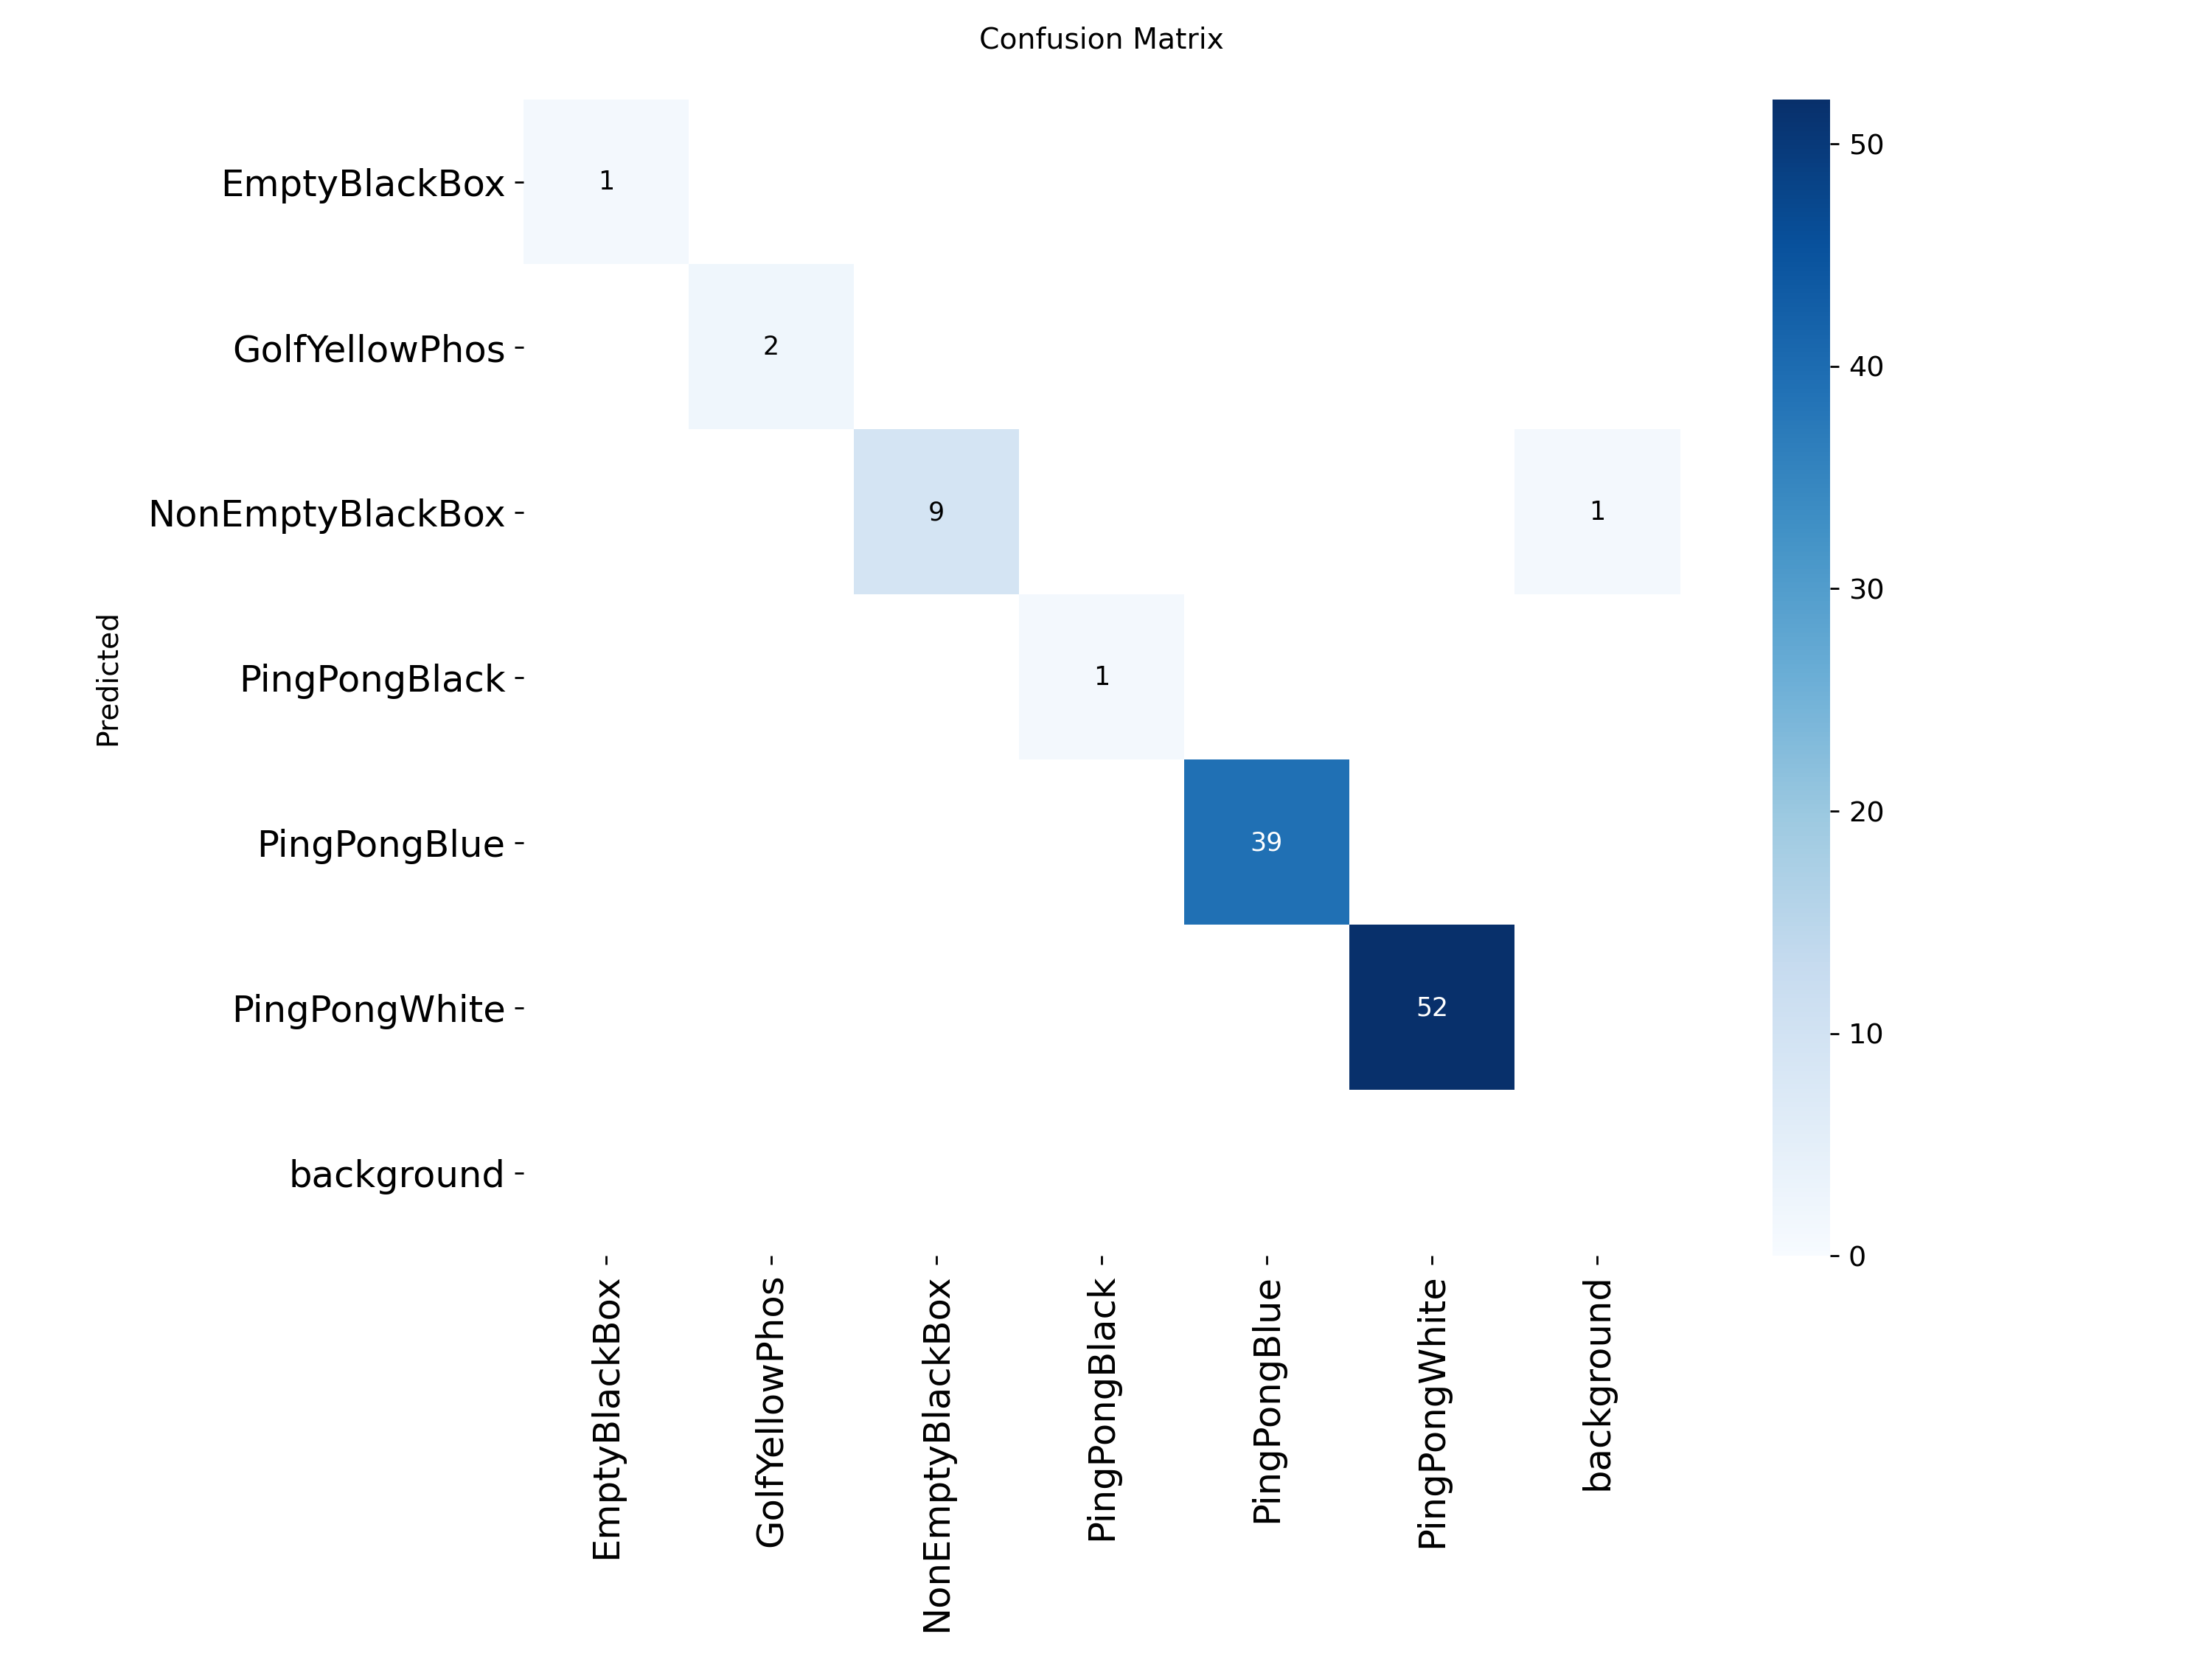 Confusion Matrix
EmptyBlackBox
1
GolfYellowPhos
2
NonEmptyBlackBox
9
1
PingPongBlack
1
PingPongBlue
39
PingPongWhite
52
background
Predicted
EmptyBlackBox
GolfYellowPhos
NonEmptyBlackBox
PingPongBlack
PingPongBlue
PingPongWhite
background
50
40
30
20
10
0